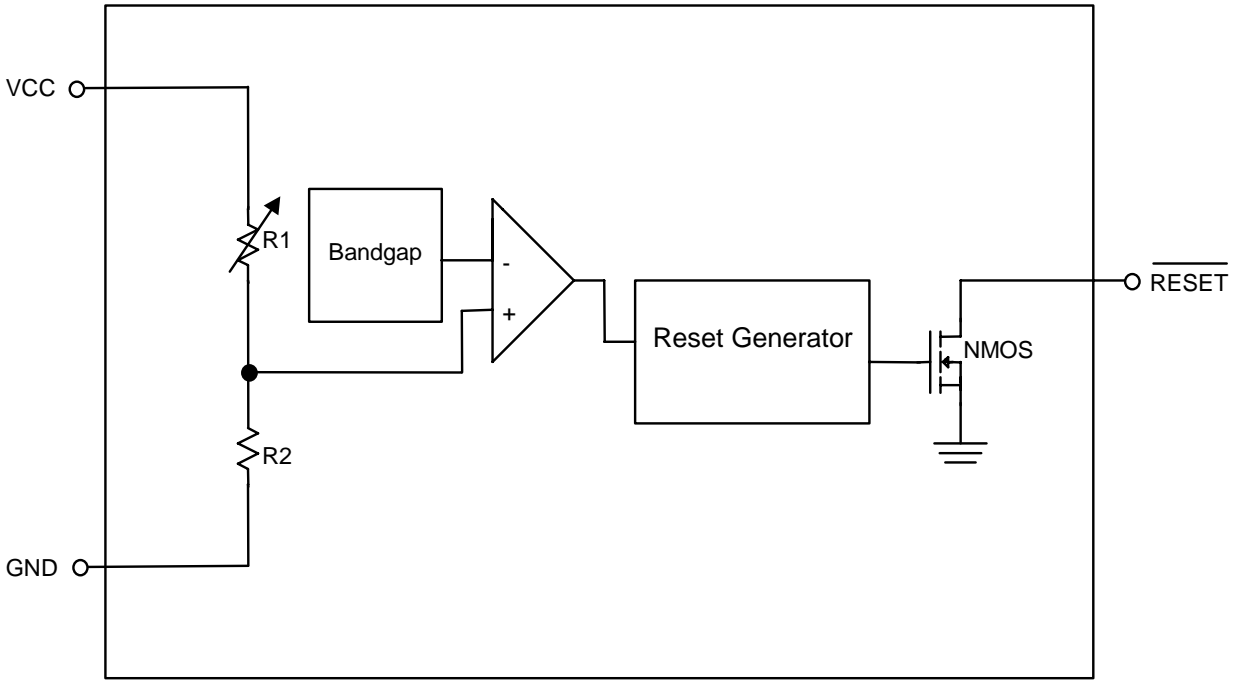 VCC
R1
Bandgap
-
+
Reset Generator
NMOS
RESET
R2
GND